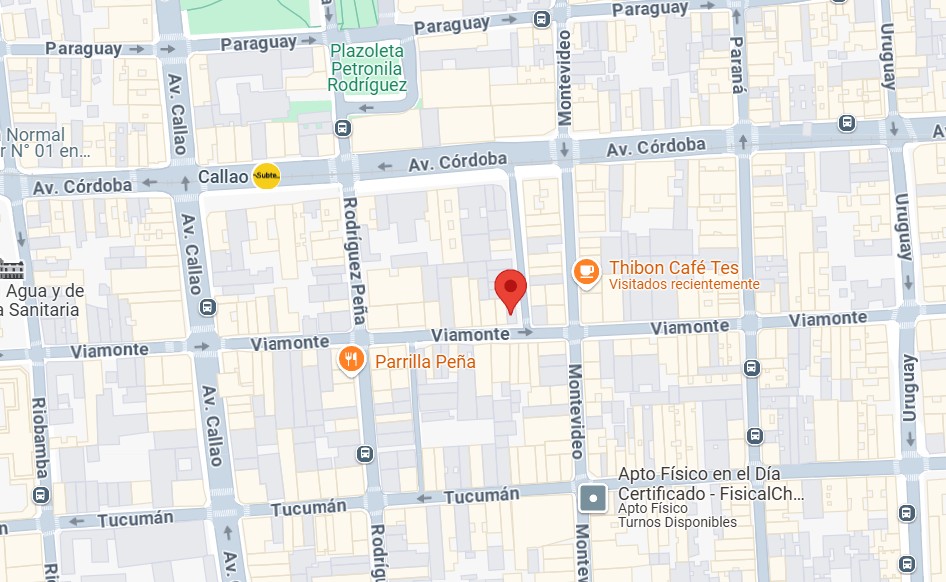 Paraguay
Paraguay
Paraguay
Paraguay
Plazoleta
Petronila
Rodríguez
Montevideo
Paraná
Uruguay
Av. Callao
Normal
r N° 01 en...
Callao
Subte..
Av. Córdoba
Av. Córdoba
Av. Córdoba
A
Av. Callao
Rodríguez Peña
Uruguay
Agua y de
a Sanitaria
Thibon Café Tes
Visitados recientemente
Viamonte
Viamonte
Viamonte
Viamonte
Viamonte
Parrilla Peña
Riobamba
Av. Callao
Montevideo
Uruguay
Apto Físico en el Día
Certificado - FisicalCh...
Apto Físico
Turnos Disponibles
Tucumán
Tucumán
Tucumán
Ri
Av. C
Rodríg
Montev